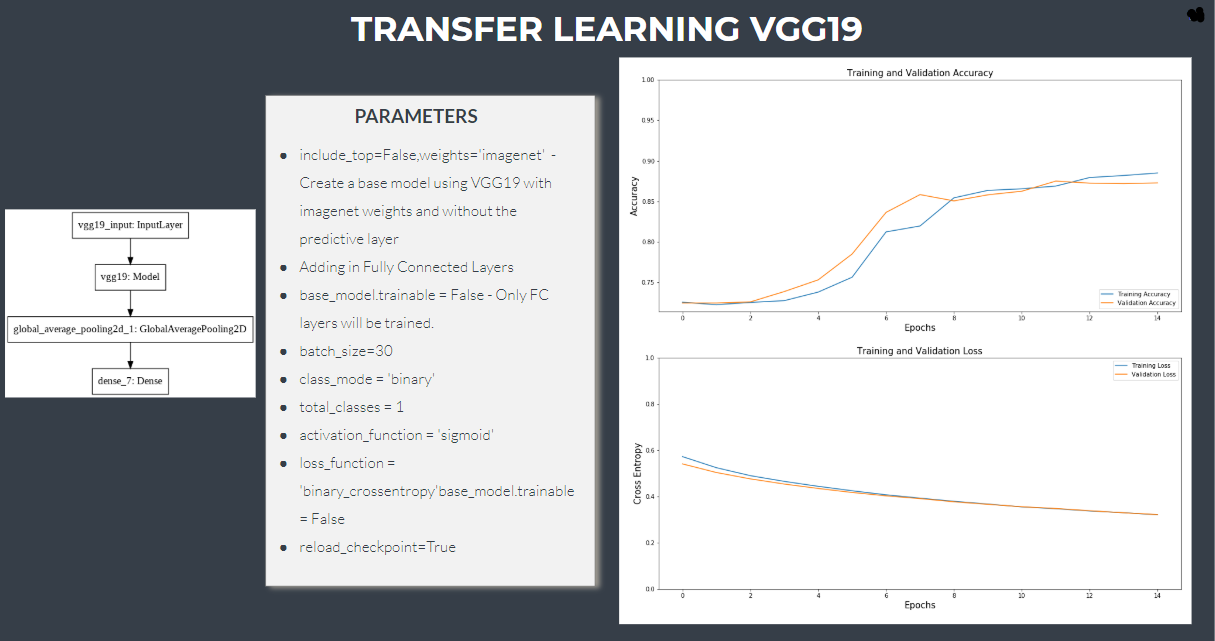 TRANSFER LEARNING VGG19
vgg19_input: InputLayer
vgg19: Model
global_average_pooling2d_1: GlobalAveragePooling2D
dense_7: Dense
PARAMETERS
● include_top=False,weights='imagenet' -
Create a base model using VGG19 with
imagenet weights and without the
predictive layer
● Adding in Fully Connected Layers
● base_model.trainable = False - Only FC
layers will be trained.
● batch_size=30
● class_mode = 'binary'
● total_classes = 1
● activation_function = 'sigmoid'
● loss_function =
'binary_crossentropy'base_model.trainable
= False
● reload_checkpoint=True
Training and Validation Accuracy
1.00
0.95
0.90
0.85
0.80
0.75
Accuracy
Training Accuracy
Validation Accuracy
0 2 4 6 8 10 12 14
Epochs
Training and Validation Loss
1.0
0.8
0.6
0.4
0.2
0.0
Cross Entropy
Training Loss
Validation Loss
0 2 4 6 8 10 12 14
Epochs